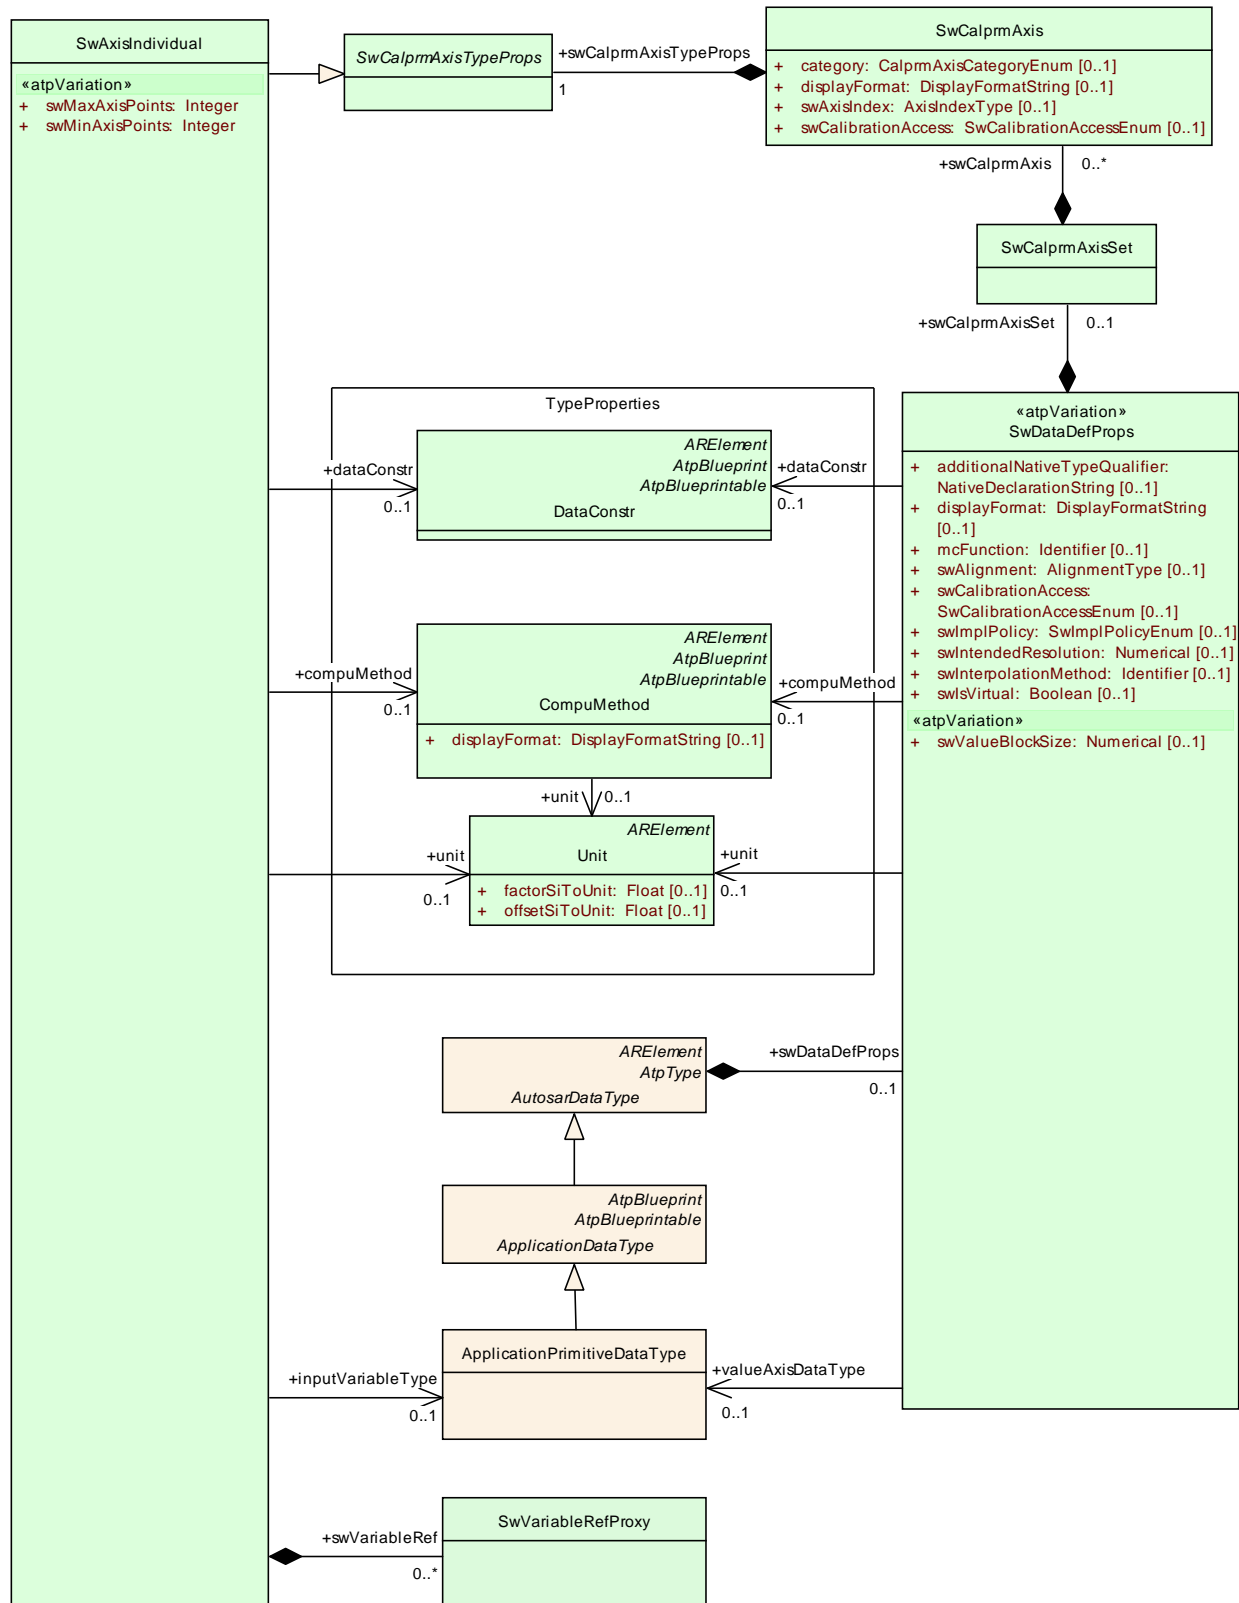 SwAxisIndividual
«atpVariation»
+ swMaxAxisPoints: Integer
+ swMinAxisPoints: Integer
SwCalprmAxisTypeProps
+swCalprmAxisTypeProps
1
SwCalprmAxis
+ category: CalprmAxisCategoryEnum [0..1]
+ displayFormat: DisplayFormatString [0..1]
+ swAxisIndex: AxisIndexType [0..1]
+ swCalibrationAccess: SwCalibrationAccessEnum [0..1]
+swCalprmAxis 0..*
SwCalprmAxisSet
+swCalprmAxisSet 0..1
TypeProperties
ARElement
AtpBlueprint
AtpBlueprintable
DataConstr
+dataConstr
0..1
+dataConstr
0..1
«atpVariation»
SwDataDefProps
+ additionalNativeTypeQualifier:
NativeDeclarationString [0..1]
+ displayFormat: DisplayFormatString
[0..1]
+ mcFunction: Identifier [0..1]
+ swAlignment: AlignmentType [0..1]
+ swCalibrationAccess:
SwCalibrationAccessEnum [0..1]
+ swImplPolicy: SwImplPolicyEnum [0..1]
+ swIntendedResolution: Numerical [0..1]
+ swInterpolationMethod: Identifier [0..1]
+ swIsVirtual: Boolean [0..1]
«atpVariation»
+ swValueBlockSize: Numerical [0..1]
ARElement
AtpBlueprint
AtpBlueprintable
CompuMethod
+ displayFormat: DisplayFormatString [0..1]
+compuMethod
0..1
+compuMethod
0..1
+unit 0..1
ARElement
Unit
+ factorSiToUnit: Float [0..1]
+ offsetSiToUnit: Float [0..1]
+unit
0..1
+unit
0..1
ARElement
AtpType
AutosarDataType
+swDataDefProps
0..1
AtpBlueprint
AtpBlueprintable
ApplicationDataType
ApplicationPrimitiveDataType
+inputVariableType
0..1
+valueAxisDataType
0..1
SwVariableRefProxy
+swVariableRef
0..*